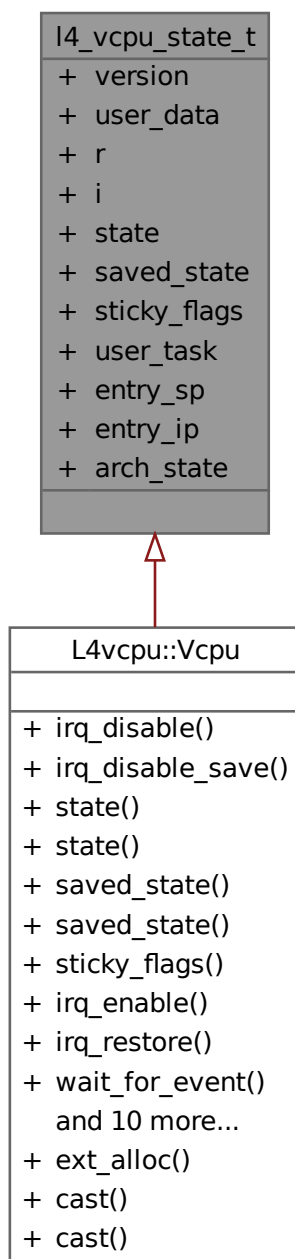 l4_vcpu_state_t
+ version
+ user_data
+ r
+ i
+ state
+ saved_state
+ sticky_flags
+ user_task
+ entry_sp
+ entry_ip
+ arch_state
L4vcpu::Vcpu
+ irq_disable()
+ irq_disable_save()
+ state()
+ state()
+ saved_state()
+ saved_state()
+ sticky_flags()
+ irq_enable()
+ irq_restore()
+ wait_for_event()
and 10 more...
+ ext_alloc()
+ cast()
+ cast()